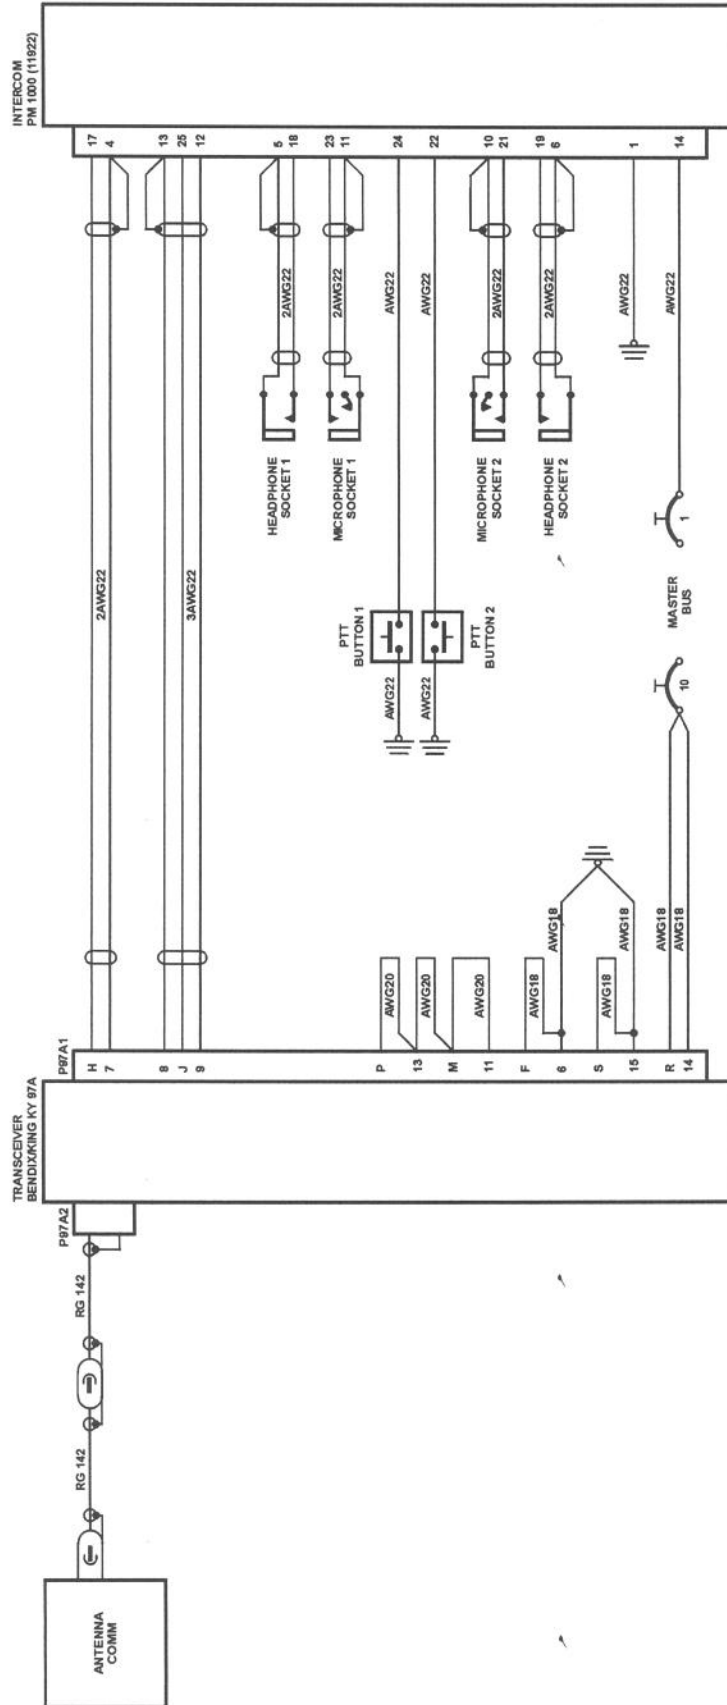 INTERCOM
PM 1000 (11922)
17
4
13
25
12
5
18
23
11
24
22
10
21
19
6
1
14
2AWG22
3AWG22
2AWG22
2AWG22
AWG22
AWG22
2AWG22
2AWG22
AWG22
AWG22
HEADPHONE
SOCKET 1
MICROPHONE
SOCKET 1
MICROPHONE
SOCKET 2
HEADPHONE
SOCKET 2
PTT
BUTTON 1
PTT
BUTTON 2
AWG22
AWG22
1
MASTER
BUS
10
AWG20
AWG20
AWG20
AWG18
AWG18
AWG18
AWG18
AWG18
AWG18
P97A1
H
7
8
J
9
P
13
M
11
F
6
S
15
R
14
TRANSCEIVER
BENDIX/KING KY 97A
P97A2
RG 142
RG 142
ANTENNA
COMM